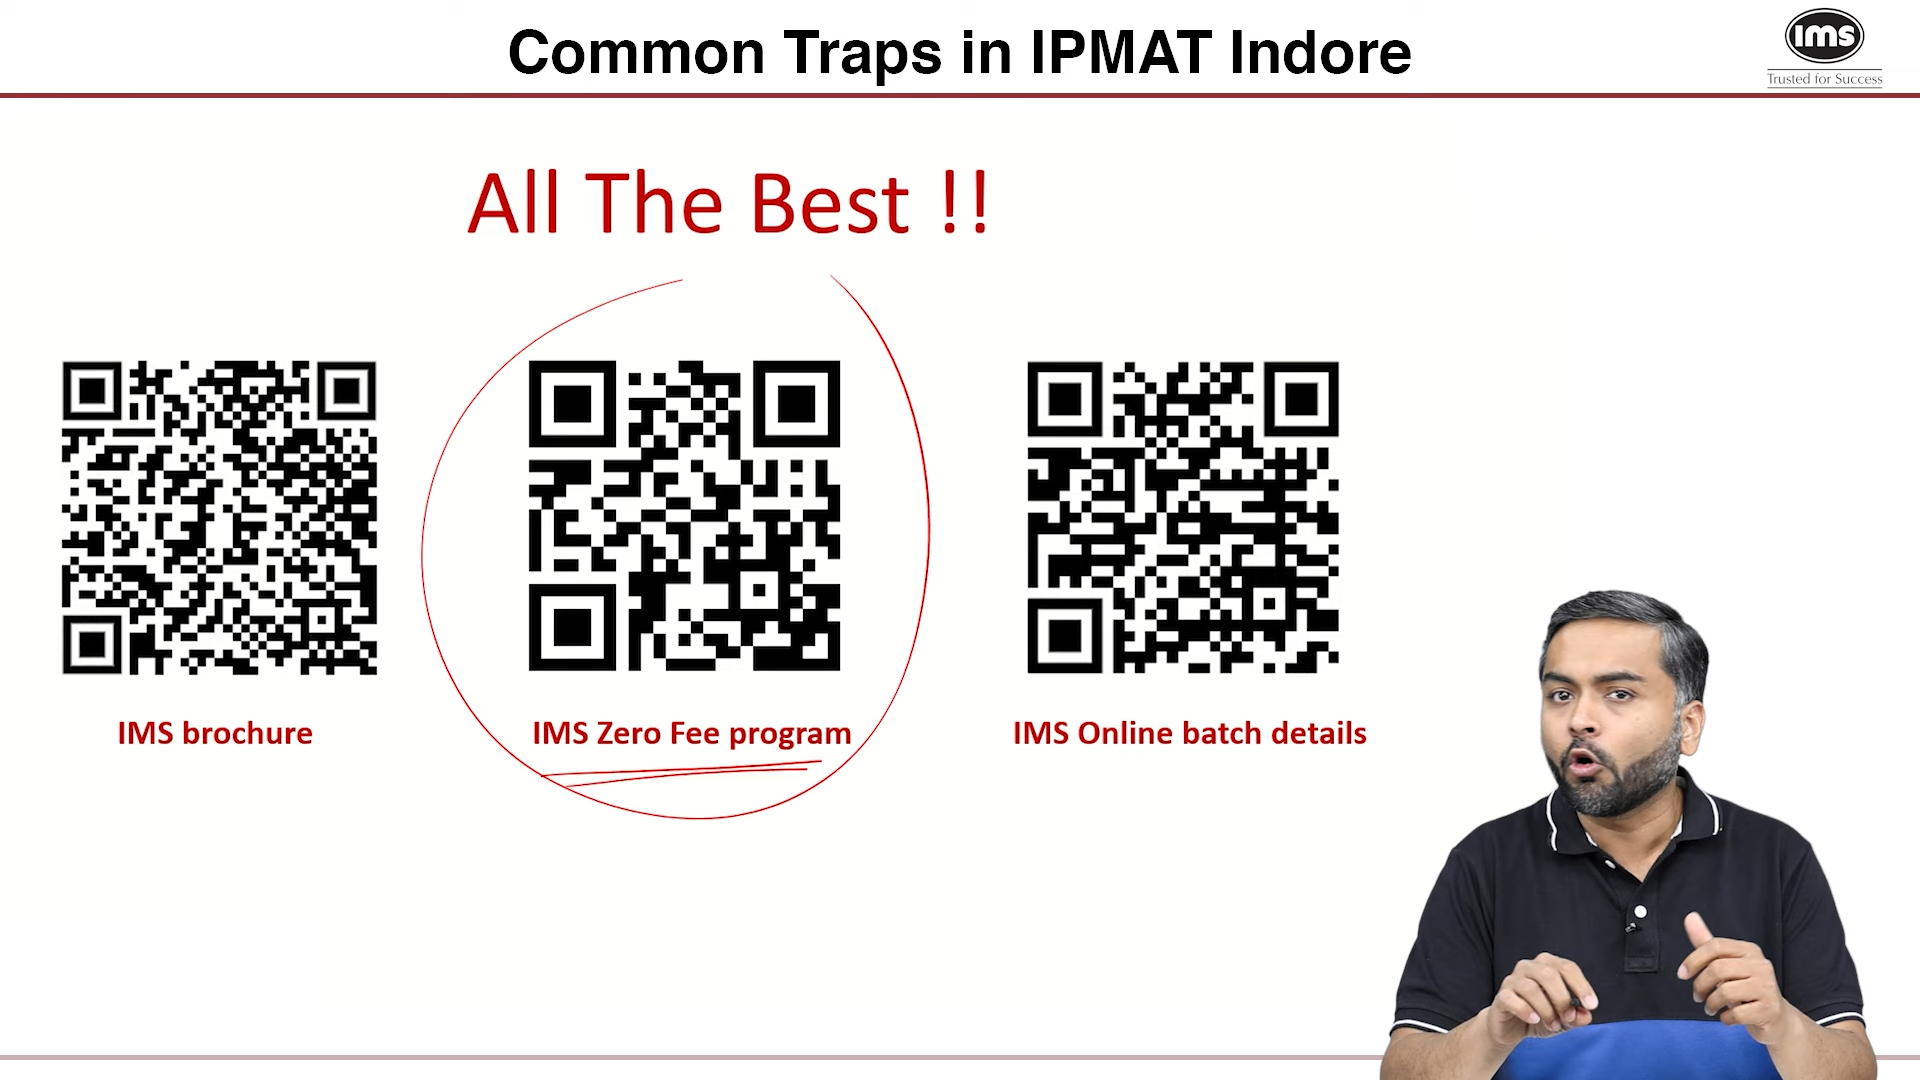 Common Traps in IPMAT Indore
ims
Trusted for Success
All The Best !!
IMS brochure
IMS Zero Fee program
IMS Online batch details